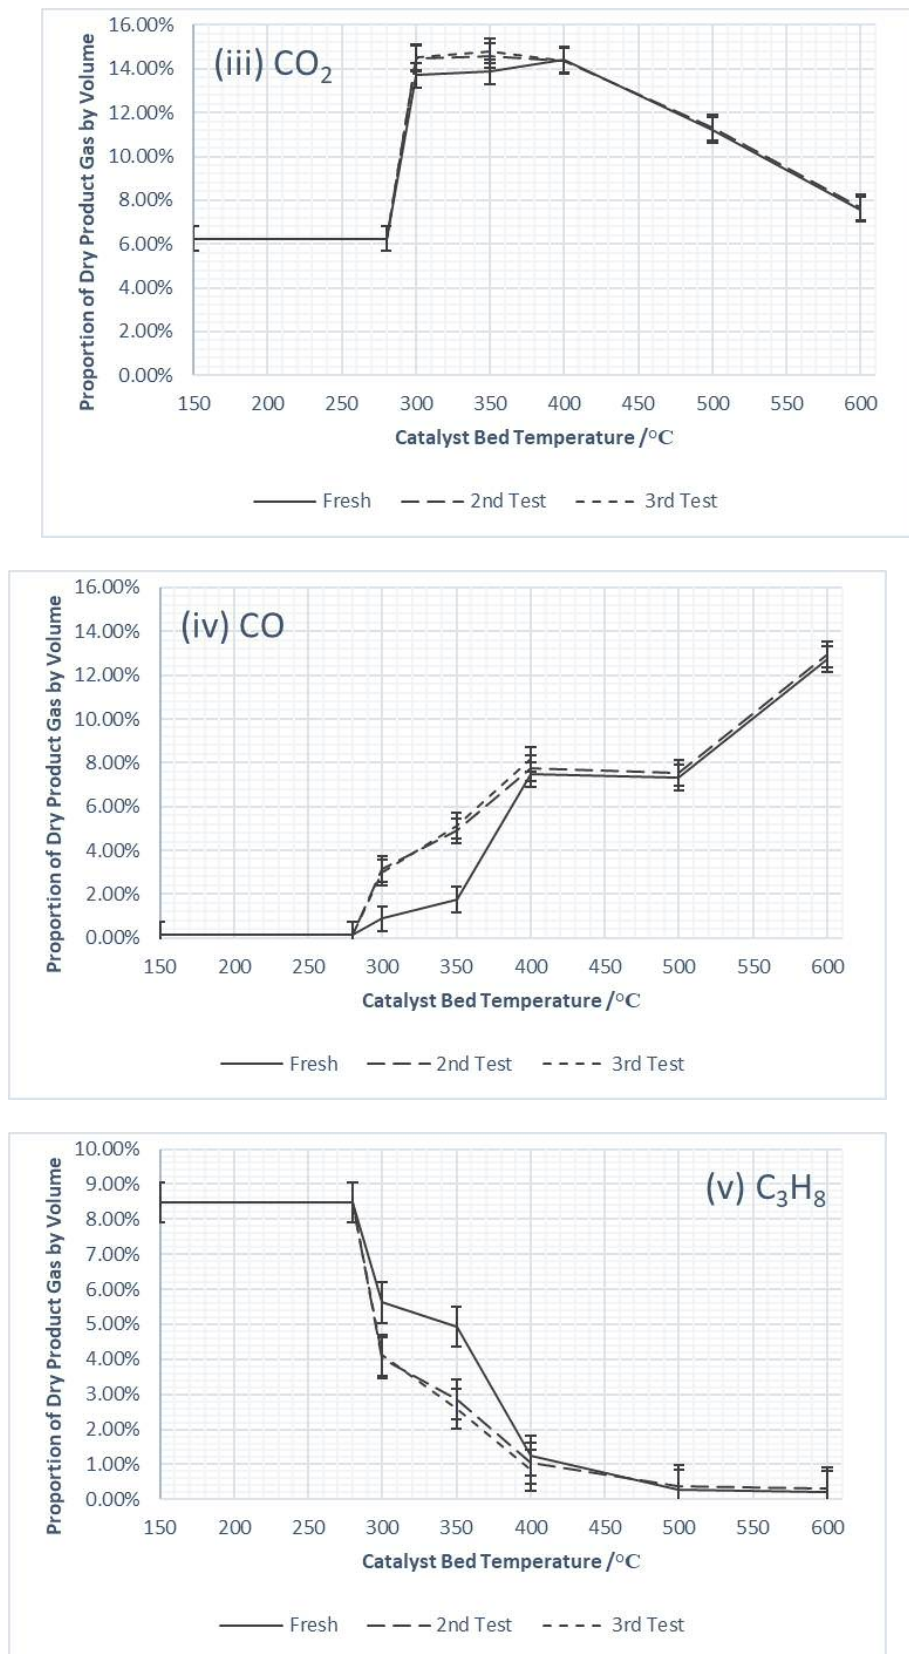 Proportion of Dry Product Gas by Volume
(iii) CO₂
16.00%
14.00%
12.00%
10.00%
8.00%
6.00%
4.00%
2.00%
0.00%
150 200 250 300 350 400 450 500 550 600
Catalyst Bed Temperature /°C
Fresh 2nd Test 3rd Test
Proportion of Dry Product Gas by Volume
(iv) CO
16.00%
14.00%
12.00%
10.00%
8.00%
6.00%
4.00%
2.00%
0.00%
150 200 250 300 350 400 450 500 550 600
Catalyst Bed Temperature /°C
Fresh 2nd Test 3rd Test
Proportion of Dry Product Gas by Volume
(v) C₃H₈
10.00%
9.00%
8.00%
7.00%
6.00%
5.00%
4.00%
3.00%
2.00%
1.00%
0.00%
150 200 250 300 350 400 450 500 550 600
Catalyst Bed Temperature /°C
Fresh 2nd Test 3rd Test